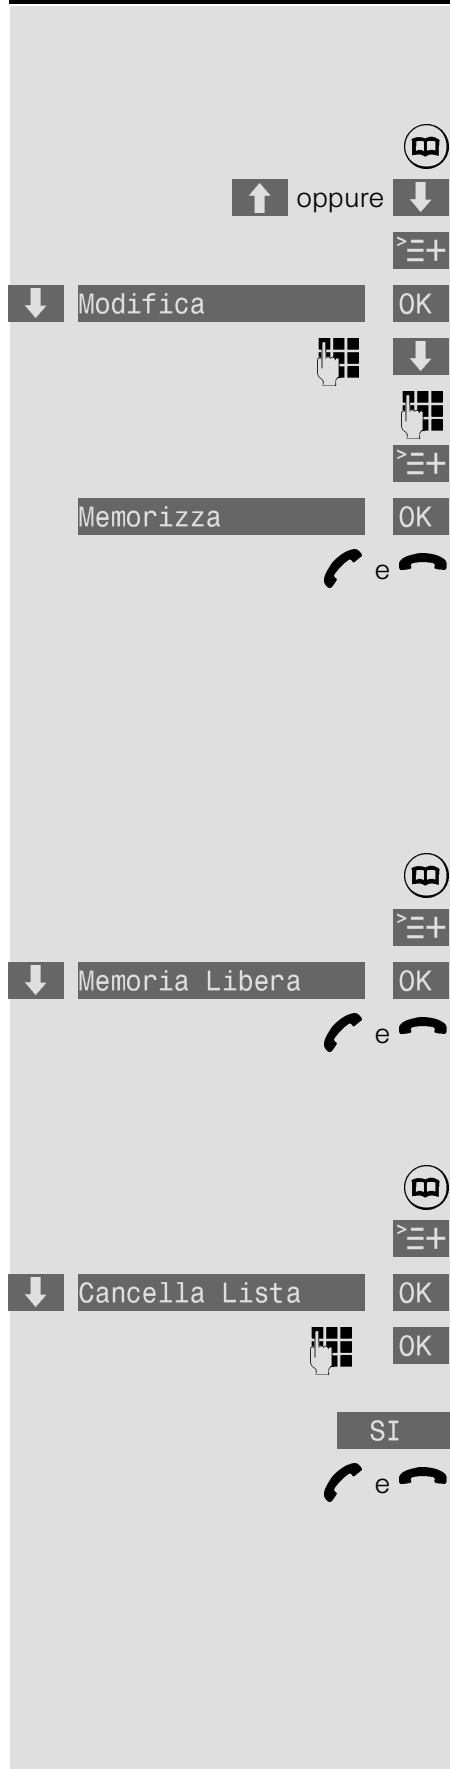 oppure
>☰+
Modifica OK
>☰+
Memorizza OK
e
>☰+
Memoria Libera OK
e
>☰+
Cancella Lista OK
OK
SI
e